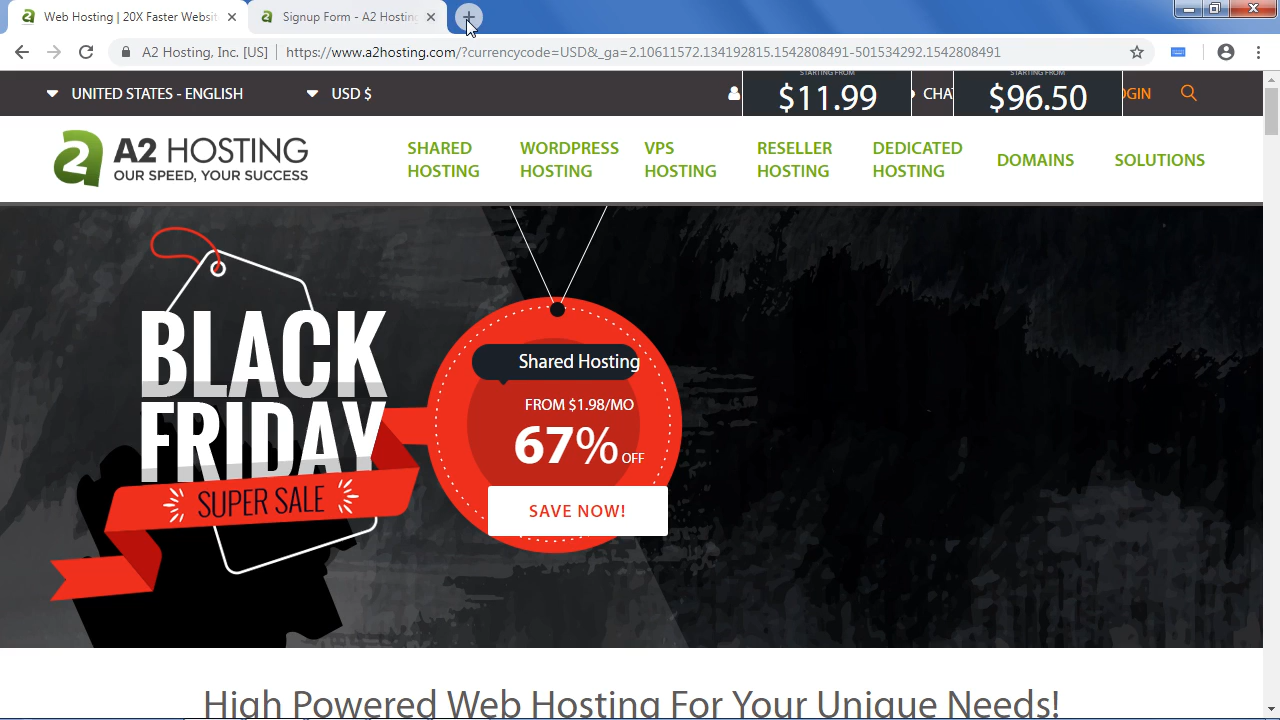 Web Hosting | 20X Faster Websit
Signup Form - A2 Hosting
A2 Hosting, Inc. [US]
https://www.a2hosting.com/?currencycode=USD&_ga=2.10611572.134192815.1542808491-501534292.1542808491
UNITED STATES - ENGLISH
USD $
STARTING FROM
$11.99
CHA
STARTING FROM
$96.50
OGIN
A2 HOSTING
OUR SPEED, YOUR SUCCESS
SHARED
HOSTING
WORDPRESS
HOSTING
VPS
HOSTING
RESELLER
HOSTING
DEDICATED
HOSTING
DOMAINS
SOLUTIONS
BLACK
FRIDAY
SUPER SALE
Shared Hosting
FROM $1.98/MO
67% OFF
SAVE NOW!
High Powered Web Hosting For Your Unique Needs!